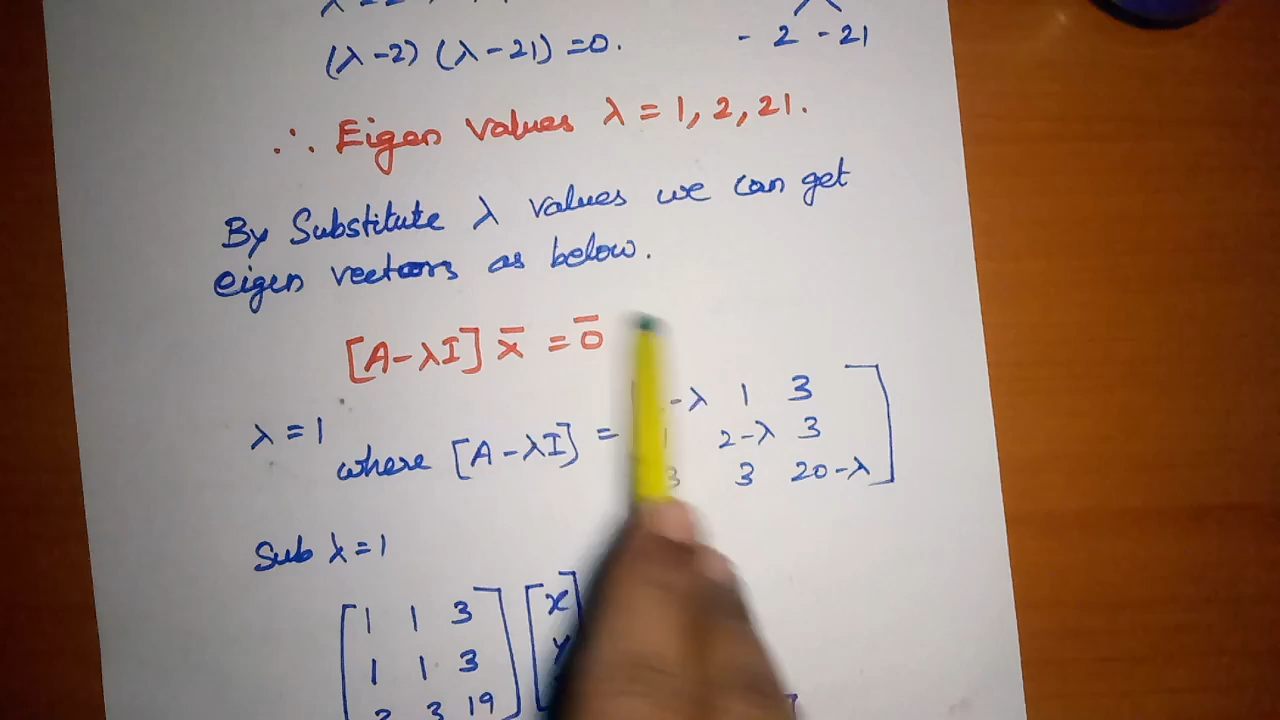 (λ-2) (λ-21) =0.
- 2 - 21
∴ Eigen values λ = 1, 2, 21.
By Substitute λ values we can get
eigen vectors as below.
[A-λI] x̄ = ō
λ = 1
where [A-λI] =
-λ 1 3
1 2-λ 3
3 3 20-λ
Sub λ=1
1 1 3 x
1 1 3 y
3 19